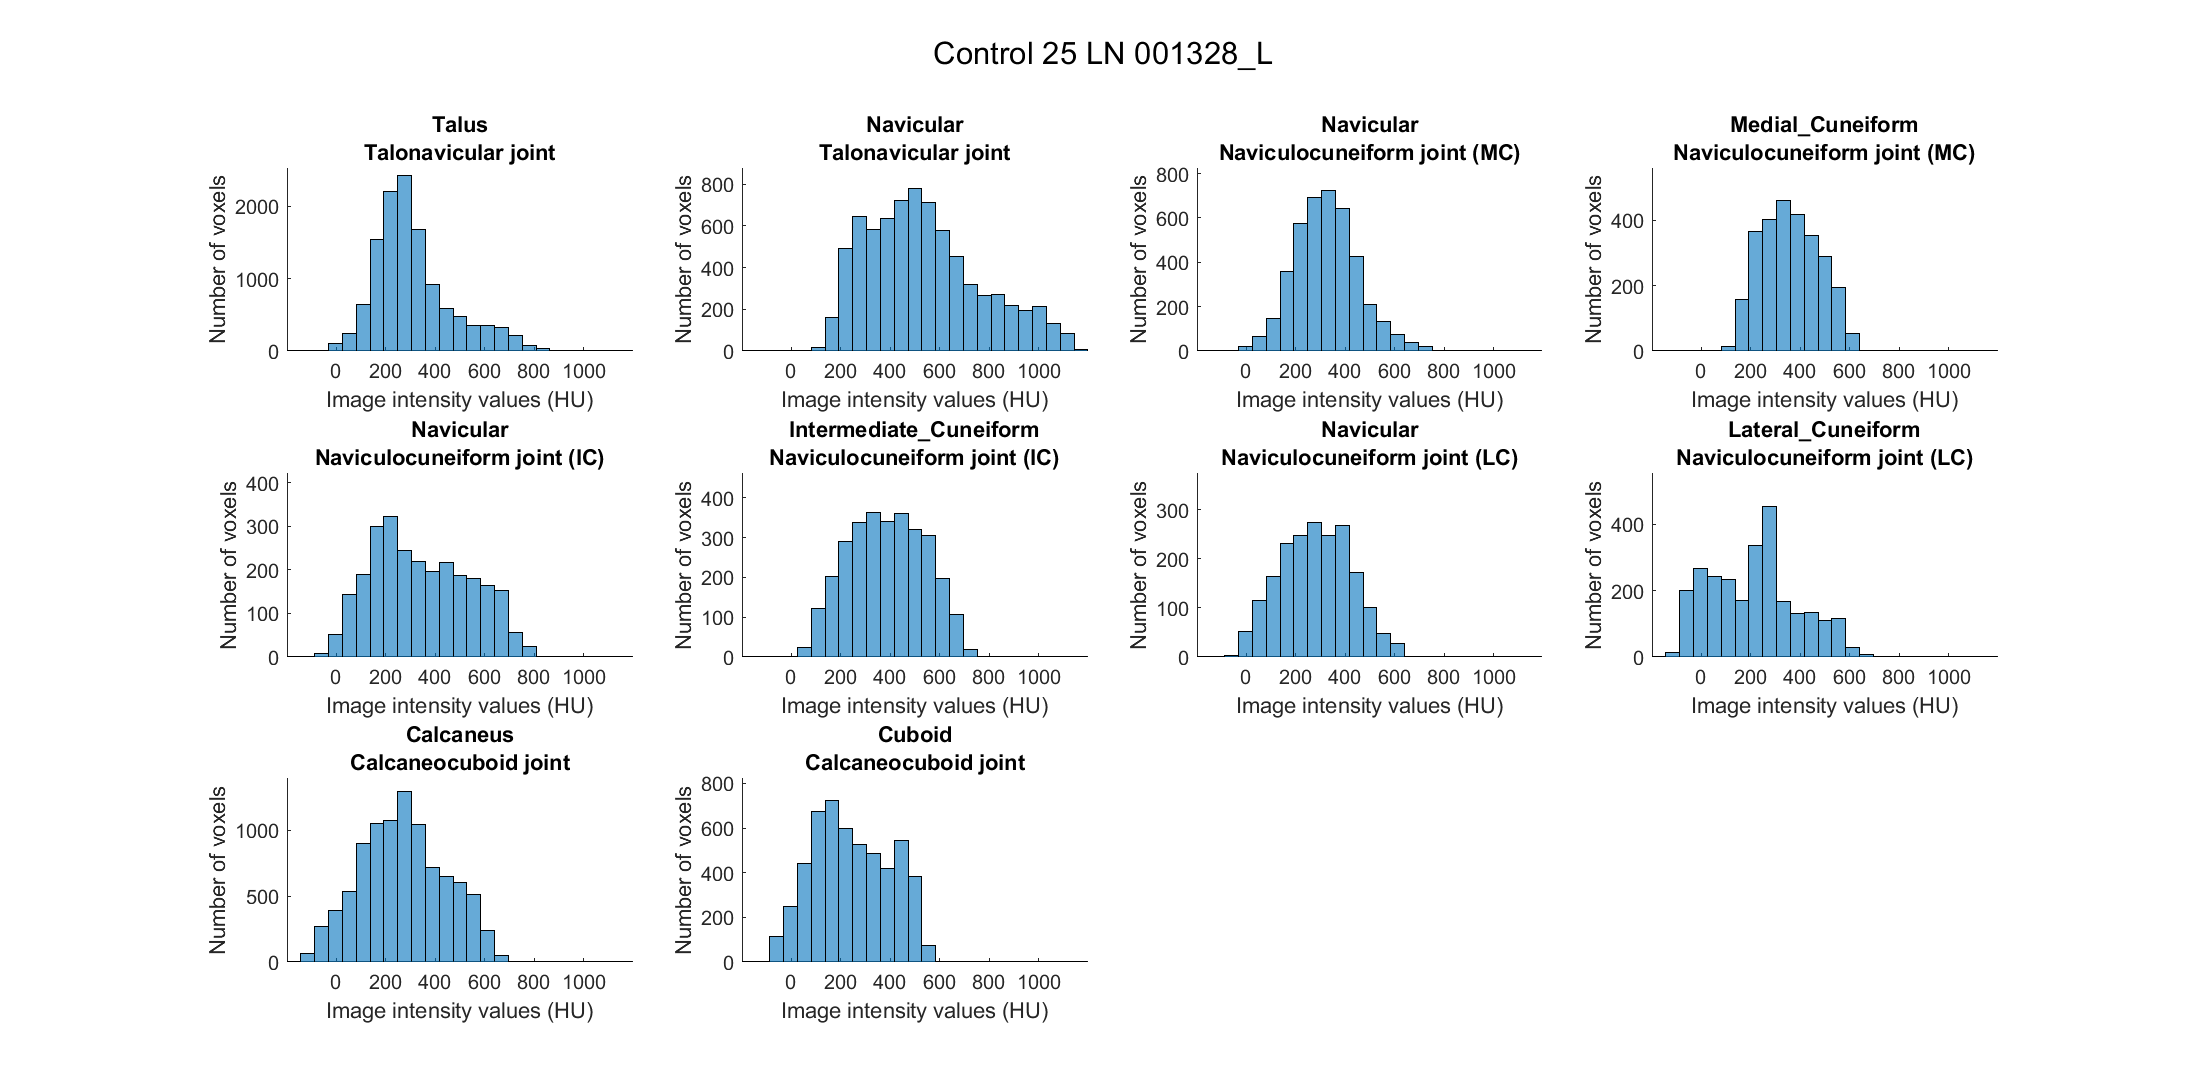 Control 25 LN 001328_L
Talus
Talonavicular joint
Number of voxels
2000
1000
0
0 200 400 600 800 1000
Image intensity values (HU)
Navicular
Talonavicular joint
Number of voxels
800
600
400
200
0
0 200 400 600 800 1000
Image intensity values (HU)
Navicular
Naviculocuneiform joint (MC)
Number of voxels
800
600
400
200
0
0 200 400 600 800 1000
Image intensity values (HU)
Medial_Cuneiform
Naviculocuneiform joint (MC)
Number of voxels
400
200
0
0 200 400 600 800 1000
Image intensity values (HU)
Navicular
Naviculocuneiform joint (IC)
Number of voxels
400
300
200
100
0
0 200 400 600 800 1000
Image intensity values (HU)
Intermediate_Cuneiform
Naviculocuneiform joint (IC)
Number of voxels
400
300
200
100
0
0 200 400 600 800 1000
Image intensity values (HU)
Navicular
Naviculocuneiform joint (LC)
Number of voxels
300
200
100
0
0 200 400 600 800 1000
Image intensity values (HU)
Lateral_Cuneiform
Naviculocuneiform joint (LC)
Number of voxels
400
200
0
0 200 400 600 800 1000
Image intensity values (HU)
Calcaneus
Calcaneocuboid joint
Number of voxels
1000
500
0
0 200 400 600 800 1000
Image intensity values (HU)
Cuboid
Calcaneocuboid joint
Number of voxels
800
600
400
200
0
0 200 400 600 800 1000
Image intensity values (HU)